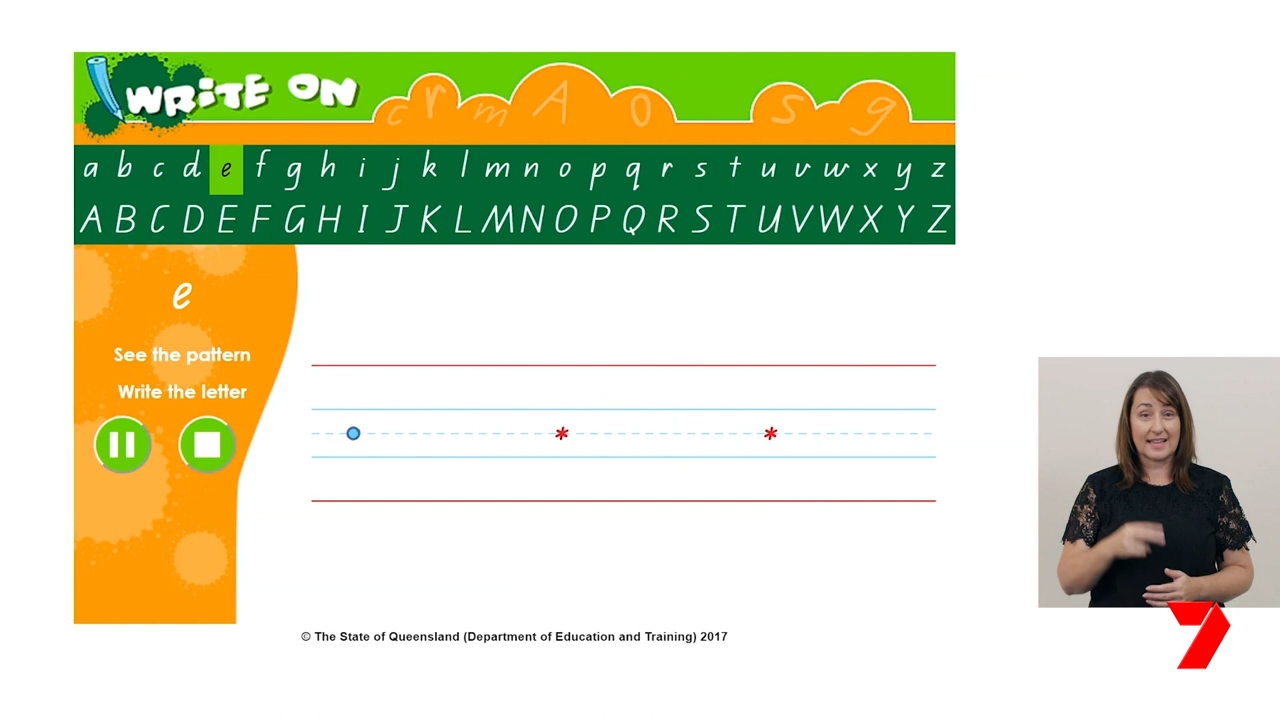 WRITE ON
c r m A o s g
a b c d e f g h i j k l m n o p q r s t u v w x y z
A B C D E F G H I J K L M N O P Q R S T U V W X Y Z
e
See the pattern
Write the letter
* *
© The State of Queensland (Department of Education and Training) 2017
7